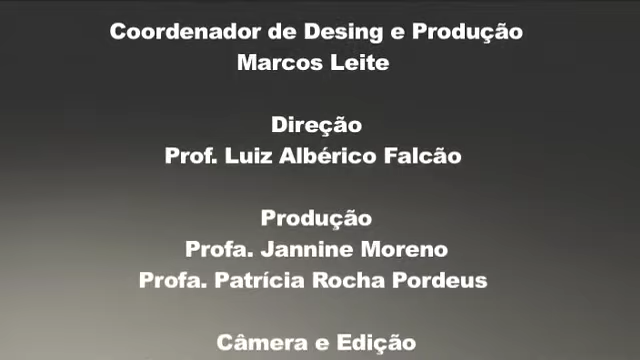 Coordenador de Desing e Produção
Marcos Leite
Direção
Prof. Luiz Albérico Falcão
Produção
Profa. Jannine Moreno
Profa. Patrícia Rocha Pordeus
Câmera e Edição